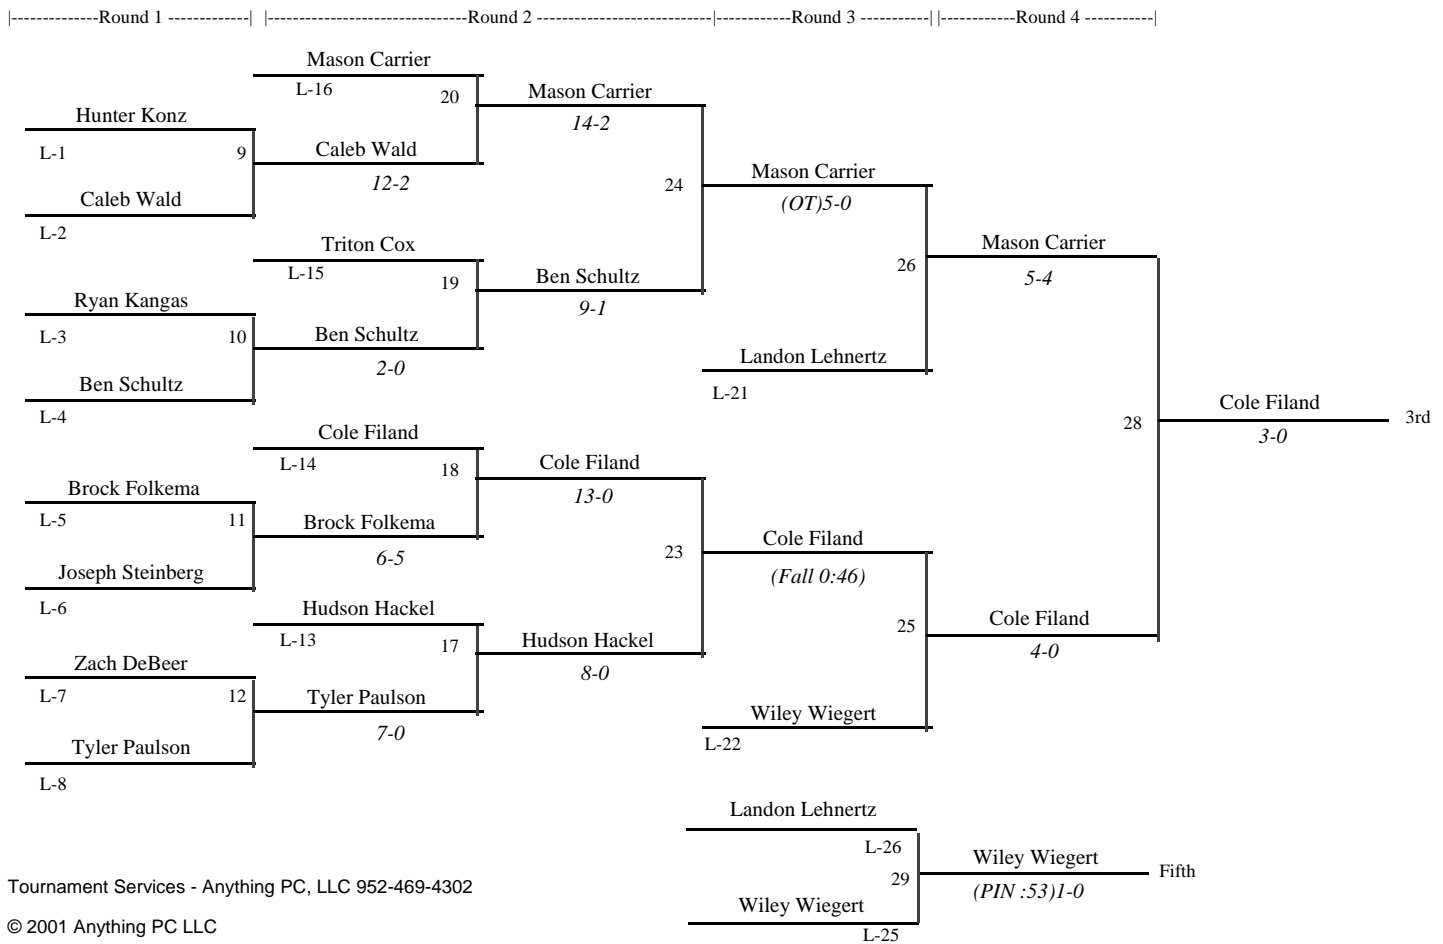 |--------------Round 1 --------------| |----------------------------------Round 2 ------------------------------|-------------Round 3 ------------| |------------Round 4 -----------|
Mason Carrier
L-16
20
Mason Carrier
14-2
Hunter Konz
L-1
9
Caleb Wald
12-2
Caleb Wald
L-2
24
Mason Carrier
(OT)5-0
Triton Cox
L-15
19
Ben Schultz
9-1
26
Mason Carrier
5-4
Ryan Kangas
L-3
10
Ben Schultz
2-0
Ben Schultz
L-4
Landon Lehnertz
L-21
28
Cole Filand
3-0
3rd
Cole Filand
L-14
18
Cole Filand
13-0
Brock Folkema
L-5
11
Brock Folkema
6-5
Joseph Steinberg
L-6
23
Cole Filand
(Fall 0:46)
Hudson Hackel
L-13
17
Hudson Hackel
8-0
25
Cole Filand
4-0
Zach DeBeer
L-7
12
Tyler Paulson
7-0
Tyler Paulson
L-8
Wiley Wiegert
L-22
Landon Lehnertz
L-26
29
Wiley Wiegert
(PIN :53)1-0
Fifth
Wiley Wiegert
L-25
Tournament Services - Anything PC, LLC 952-469-4302
© 2001 Anything PC LLC